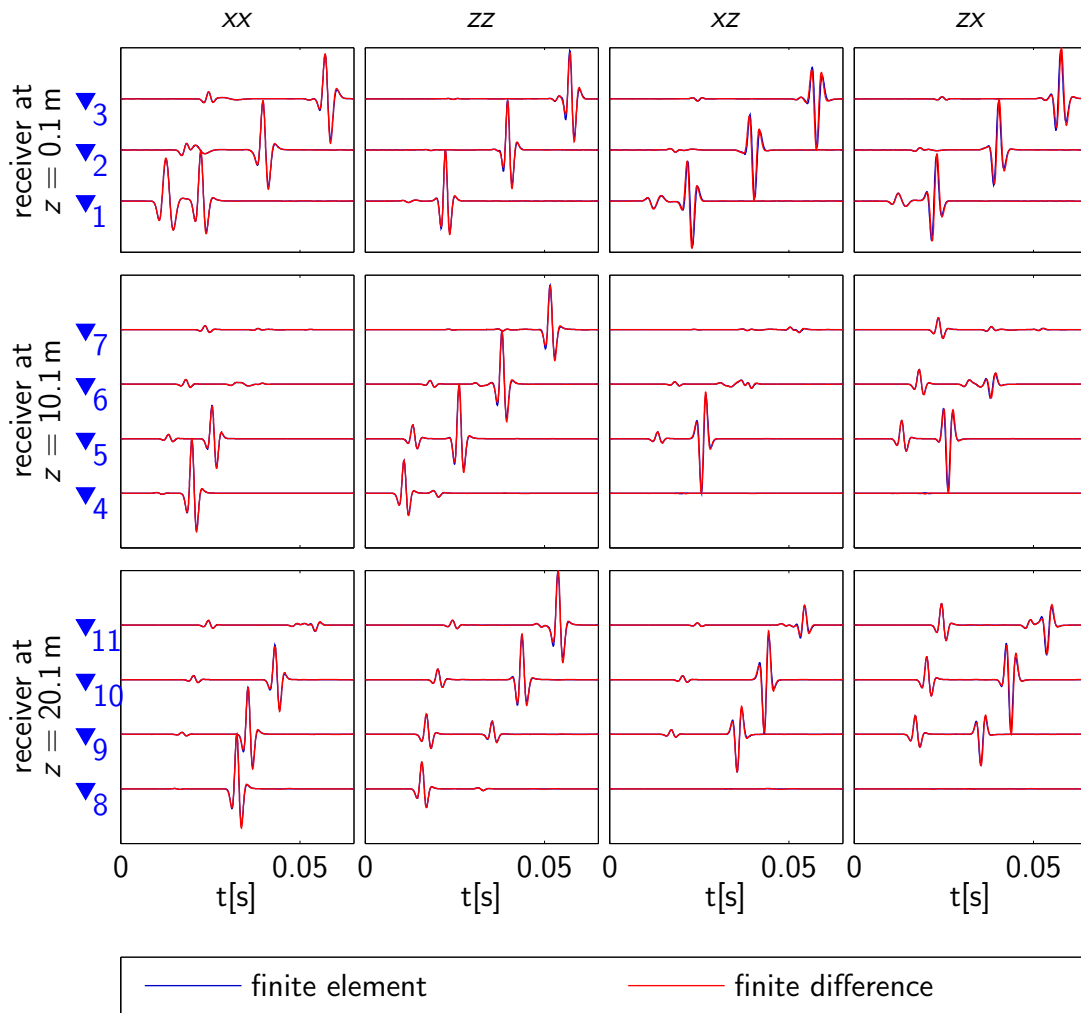 xx zz xz zx
receiver at
z = 0.1 m
3
2
1
receiver at
z = 10.1 m
7
6
5
4
receiver at
z = 20.1 m
11
10
9
8
0 0.05 0 0.05 0 0.05 0 0.05
t[s] t[s] t[s] t[s]
finite element finite difference